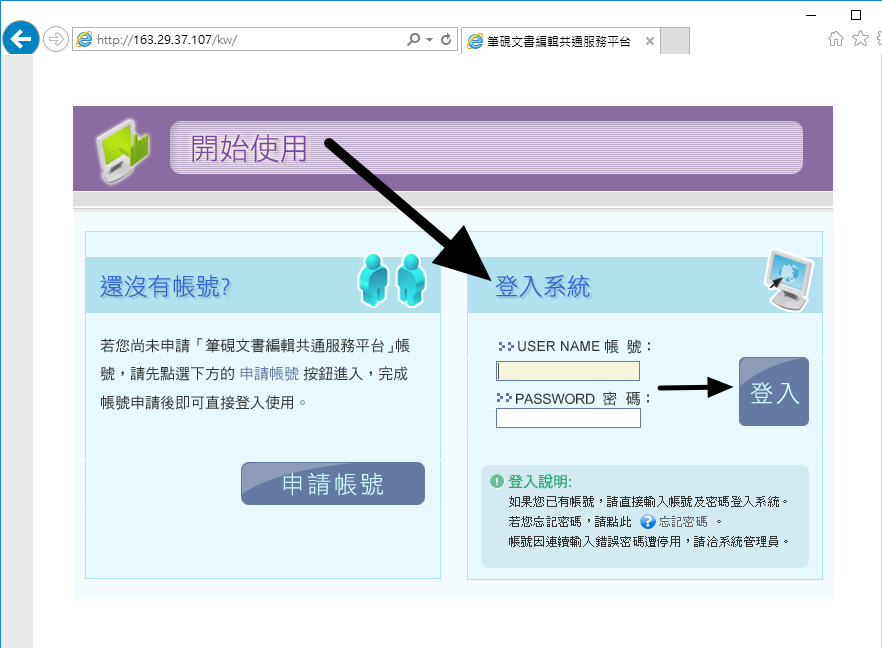 http://163.29.37.107/kw/
筆硯文書編輯共通服務平台
開始使用
還沒有帳號?
若您尚未申請「筆硯文書編輯共通服務平台」帳
號，請先點選下方的 申請帳號 按鈕進入，完成
帳號申請後即可直接登入使用。
申請帳號
登入系統
USER NAME 帳 號：
PASSWORD 密 碼：
登入
登入說明:
如果您已有帳號，請直接輸入帳號及密碼登入系統。
若您忘記密碼，請點此 忘記密碼 。
帳號因連續輸入錯誤密碼遭停用，請洽系統管理員。